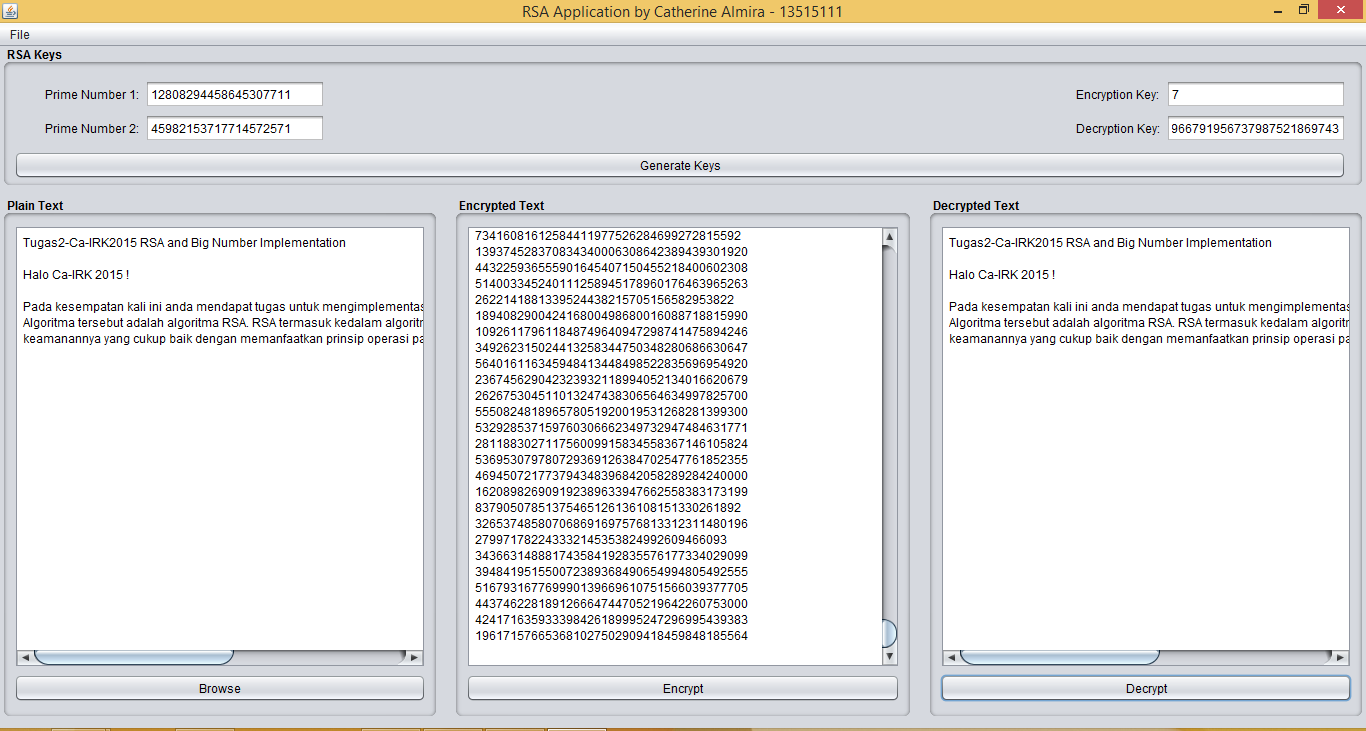 RSA Application by Catherine Almira - 13515111
File
RSA Keys
Prime Number 1: 12808294458645307711
Encryption Key: 7
Prime Number 2: 45982153717714572571
Decryption Key: 966791956737987521869743
Generate Keys
Plain Text
Tugas2-Ca-IRK2015 RSA and Big Number Implementation
Halo Ca-IRK 2015 !
Pada kesempatan kali ini anda mendapat tugas untuk mengimplementas
Algoritma tersebut adalah algoritma RSA. RSA termasuk kedalam algoritr
keamanannya yang cukup baik dengan memanfaatkan prinsip operasi pa
Browse
Encrypted Text
734160816125844119775262846992728 15592
139374528370834340006308642389439301920
443225936555901645407150455218400602308
514003345240111258945178960176463965263
26221418813395244382157051565829538 22
189408290042416800498680016088718815990
109261179611848749640947298741475894246
349262315024413258344750348280686630647
564016116345948413448498522835696954920
236745629042323932118994052134016620679
262675304511013247438306564634997825700
555082481896578051920019531268281399300
532928537159760306662349732947484631771
281188302711756009915834558367146105824
536953079780729369126384702547761852355
469450721773794348396842058289284240000
162089826909192389633947662558383173199
83790507851375465126136108151330261892
326537485807068691697576813312311480196
27997178224333214535382499260946 6093
343663148881743584192835576177334029099
394841951550072389368490654994805492555
516793167769990139669610751566039377705
443746228189126664744705219642260753000
424171635933398426189995247296995439383
196171576653681027502909418459848185564
Encrypt
Decrypted Text
Tugas2-Ca-IRK2015 RSA and Big Number Implementation
Halo Ca-IRK 2015 !
Pada kesempatan kali ini anda mendapat tugas untuk mengimplementas
Algoritma tersebut adalah algoritma RSA. RSA termasuk kedalam algoritr
keamanannya yang cukup baik dengan memanfaatkan prinsip operasi pa
Decrypt